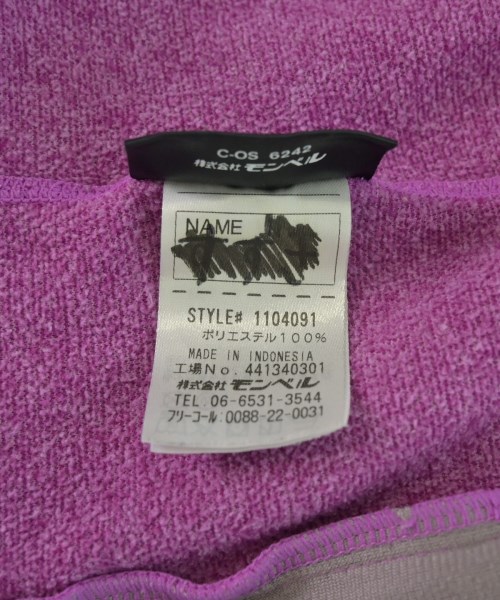 C-OS 6242
株式会社 モンベル
NAME
STYLE# 1104091
ポリエステル100%
MADE IN INDONESIA
工場No. 441340301
株式会社 モンベル
TEL. 06-6531-3544
フリーコール: 0088-22-0031